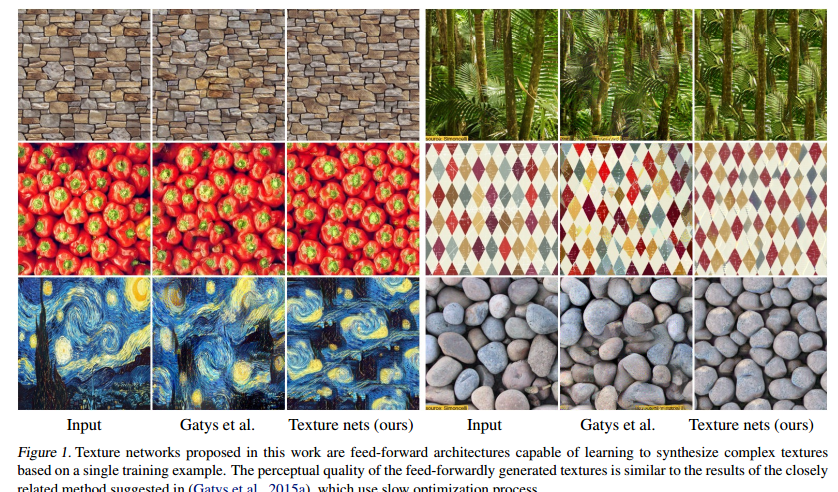 source: Simoncelli
Input
Gatys et al.
Texture nets (ours)
Input
Gatys et al.
Texture nets (ours)
Figure 1. Texture networks proposed in this work are feed-forward architectures capable of learning to synthesize complex textures
based on a single training example. The perceptual quality of the feed-forwardly generated textures is similar to the results of the closely
related method suggested in (Gatys et al., 2015a), which use slow optimization process.